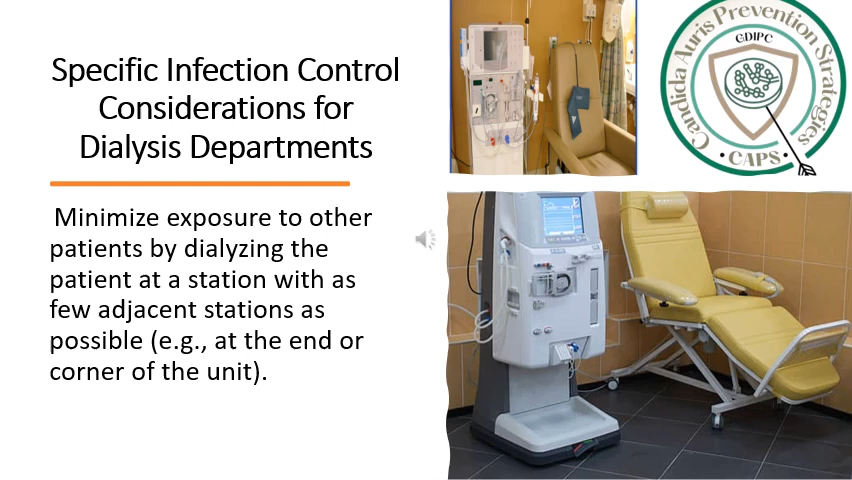 Specific Infection Control
Considerations for
Dialysis Departments
Minimize exposure to other
patients by dialyzing the
patient at a station with as
few adjacent stations as
possible (e.g., at the end or
corner of the unit).
Candida Auris Prevention Strategies
GDIPC
• CAPS •